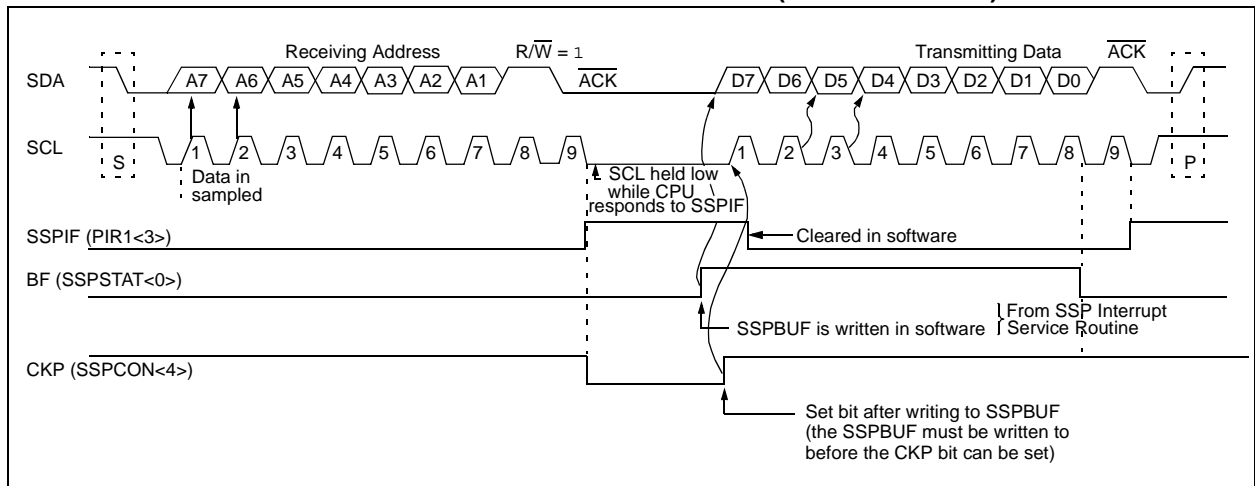 Receiving Address R/W = 1 Transmitting Data ACK
SDA A7 A6 A5 A4 A3 A2 A1 ACK D7 D6 D5 D4 D3 D2 D1 D0
SCL S 1 2 3 4 5 6 7 8 9 1 2 3 4 5 6 7 8 9 P
Data in
sampled
SCL held low
while CPU
responds to SSPIF
SSPIF (PIR1<3>)
Cleared in software
BF (SSPSTAT<0>)
SSPBUF is written in software
From SSP Interrupt
Service Routine
CKP (SSPCON<4>)
Set bit after writing to SSPBUF
(the SSPBUF must be written to
before the CKP bit can be set)